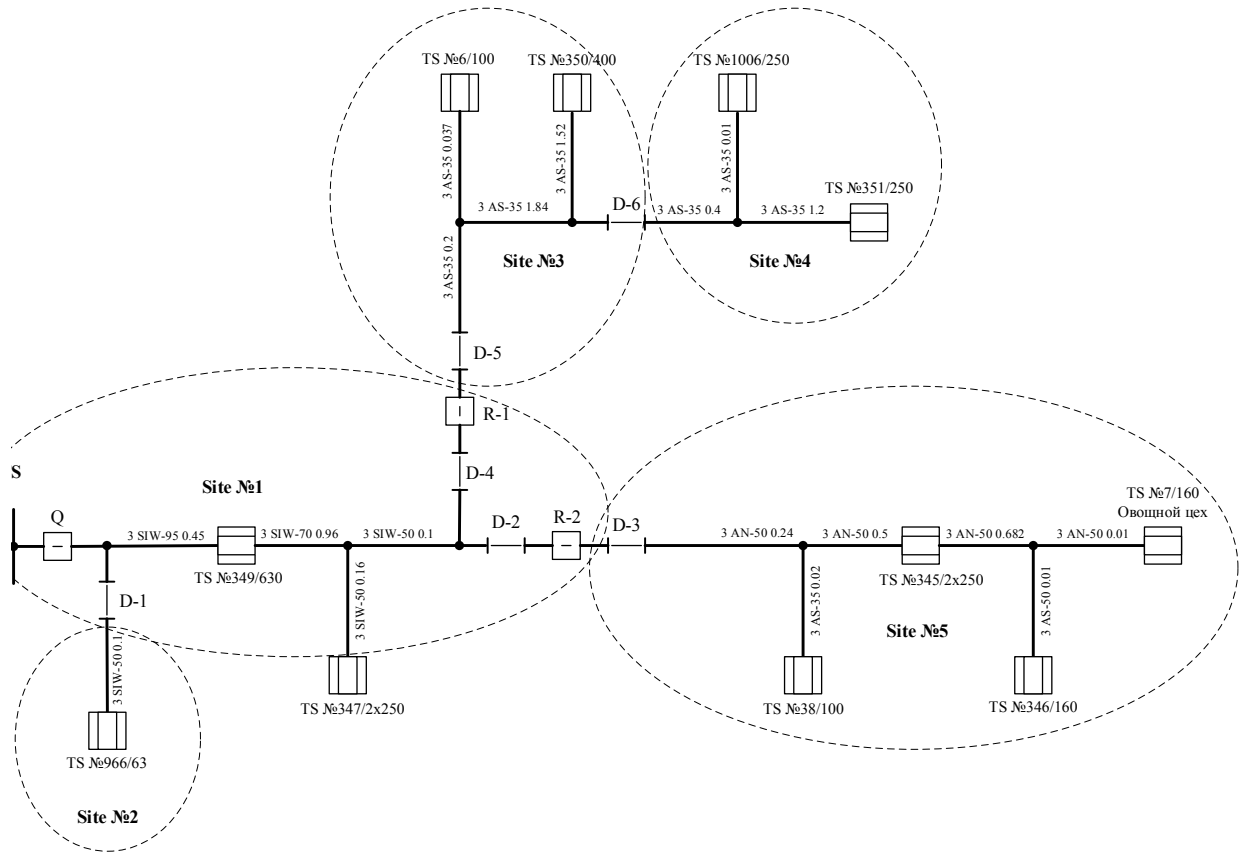 TS №6/100
TS №350/400
TS №1006/250
3 AS-35 0.037
3 AS-35 1.52
3 AS-35 0.01
TS №351/250
3 AS-35 1.84
D-6
3 AS-35 0.4
3 AS-35 1.2
3 AS-35 0.2
Site №3
Site №4
D-5
R-1
S
D-4
Site №1
TS №7/160
Овощной цех
Q
3 SIW-95 0.45
3 SIW-70 0.96
3 SIW-50 0.1
D-2
R-2
D-3
3 AN-50 0.24
3 AN-50 0.5
3 AN-50 0.682
3 AN-50 0.01
TS №349/630
TS №345/2x250
D-1
3 SIW-50 0.16
3 AS-35 0.02
3 AS-50 0.01
Site №5
3 SIW-50 0.1
TS №347/2x250
TS №38/100
TS №346/160
TS №966/63
Site №2